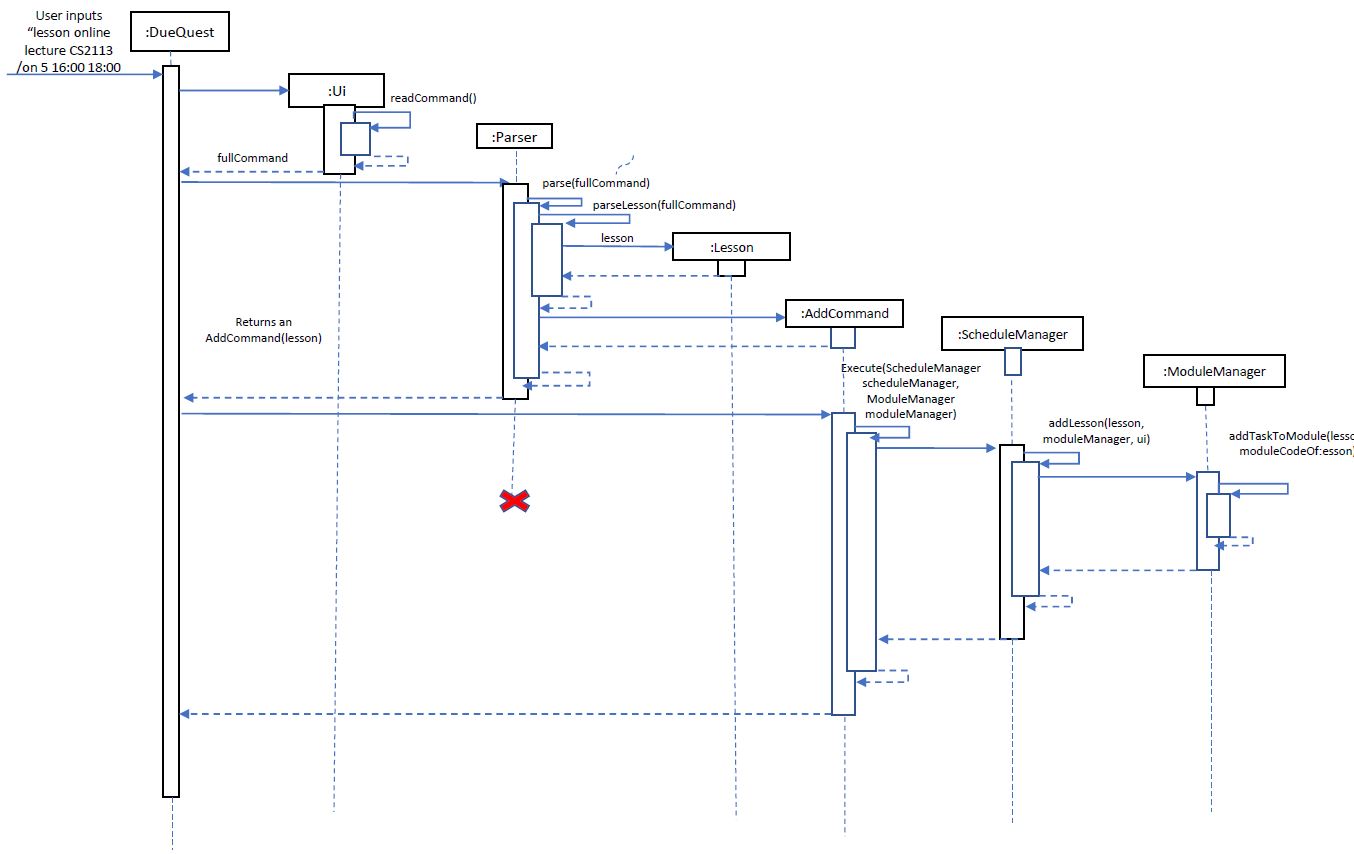 User inputs
“lesson online
lecture CS2113
/on 5 16:00 18:00
:DueQuest
:Ui
readCommand()
:Parser
fullCommand
parse(fullCommand)
parseLesson(fullCommand)
lesson
:Lesson
:AddCommand
Returns an
AddCommand(lesson)
:ScheduleManager
:ModuleManager
Execute(ScheduleManager
scheduleManager,
ModuleManager
moduleManager)
addLesson(lesson,
moduleManager, ui)
addTaskToModule(lesso
moduleCodeOf:esson)